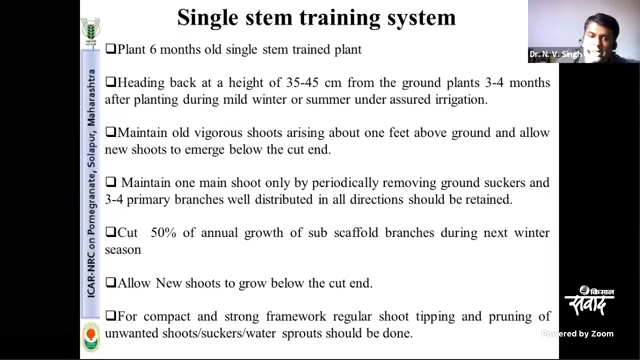 Single stem training system
❑Plant 6 months old single stem trained plant
❑Heading back at a height of 35-45 cm from the ground plants 3-4 months
after planting during mild winter or summer under assured irrigation.
❑Maintain old vigorous shoots arising about one feet above ground and allow
new shoots to emerge below the cut end.
❑ Maintain one main shoot only by periodically removing ground suckers and
3-4 primary branches well distributed in all directions should be retained.
❑Cut 50% of annual growth of sub scaffold branches during next winter
season
❑Allow New shoots to grow below the cut end.
❑For compact and strong framework regular shoot tipping and pruning of
unwanted shoots/suckers/water sprouts should be done.
ICAR-NRC on Pomegranate, Solapur, Maharashtra
Dr. N. V. Singh
किसान
संवाद
Powered by Zoom